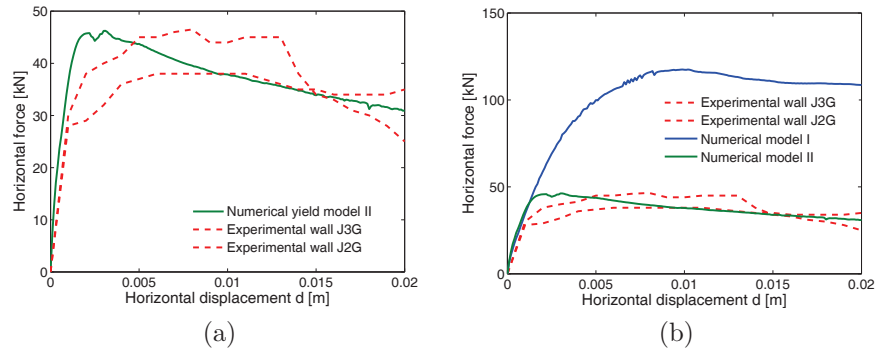 50
40
30
20
10
0
Horizontal force [kN]
Numerical yield model II
Experimental wall J3G
Experimental wall J2G
0 0.005 0.01 0.015 0.02
Horizontal displacement d [m]
(a)
150
100
50
0
Horizontal force [kN]
Experimental wall J3G
Experimental wall J2G
Numerical model I
Numerical model II
0 0.005 0.01 0.015 0.02
Horizontal displacement d [m]
(b)